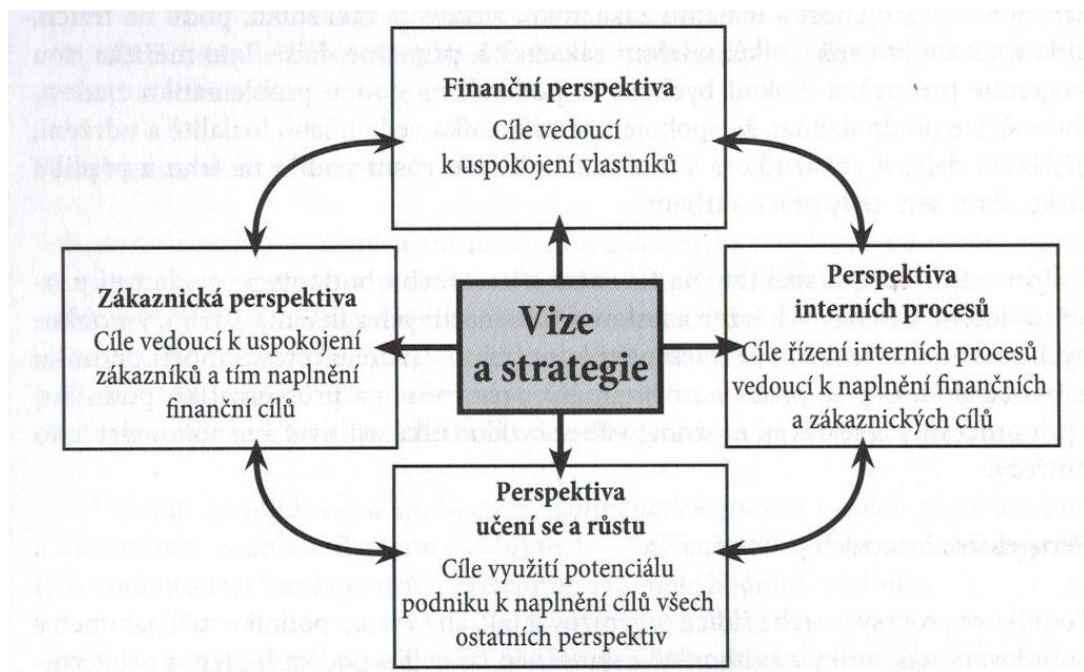 Finanční perspektiva
Cíle vedoucí
k uspokojení vlastníků
Zákaznická perspektiva
Cíle vedoucí k uspokojení
zákazníků a tím naplnění
finanční cílů
Vize
a strategie
Perspektiva
interních procesů
Cíle řízení interních procesů
vedoucí k naplnění finančních
a zákaznických cílů
Perspektiva
učení se a růstu
Cíle využití potenciálu
podniku k naplnění cílů všech
ostatních perspektiv